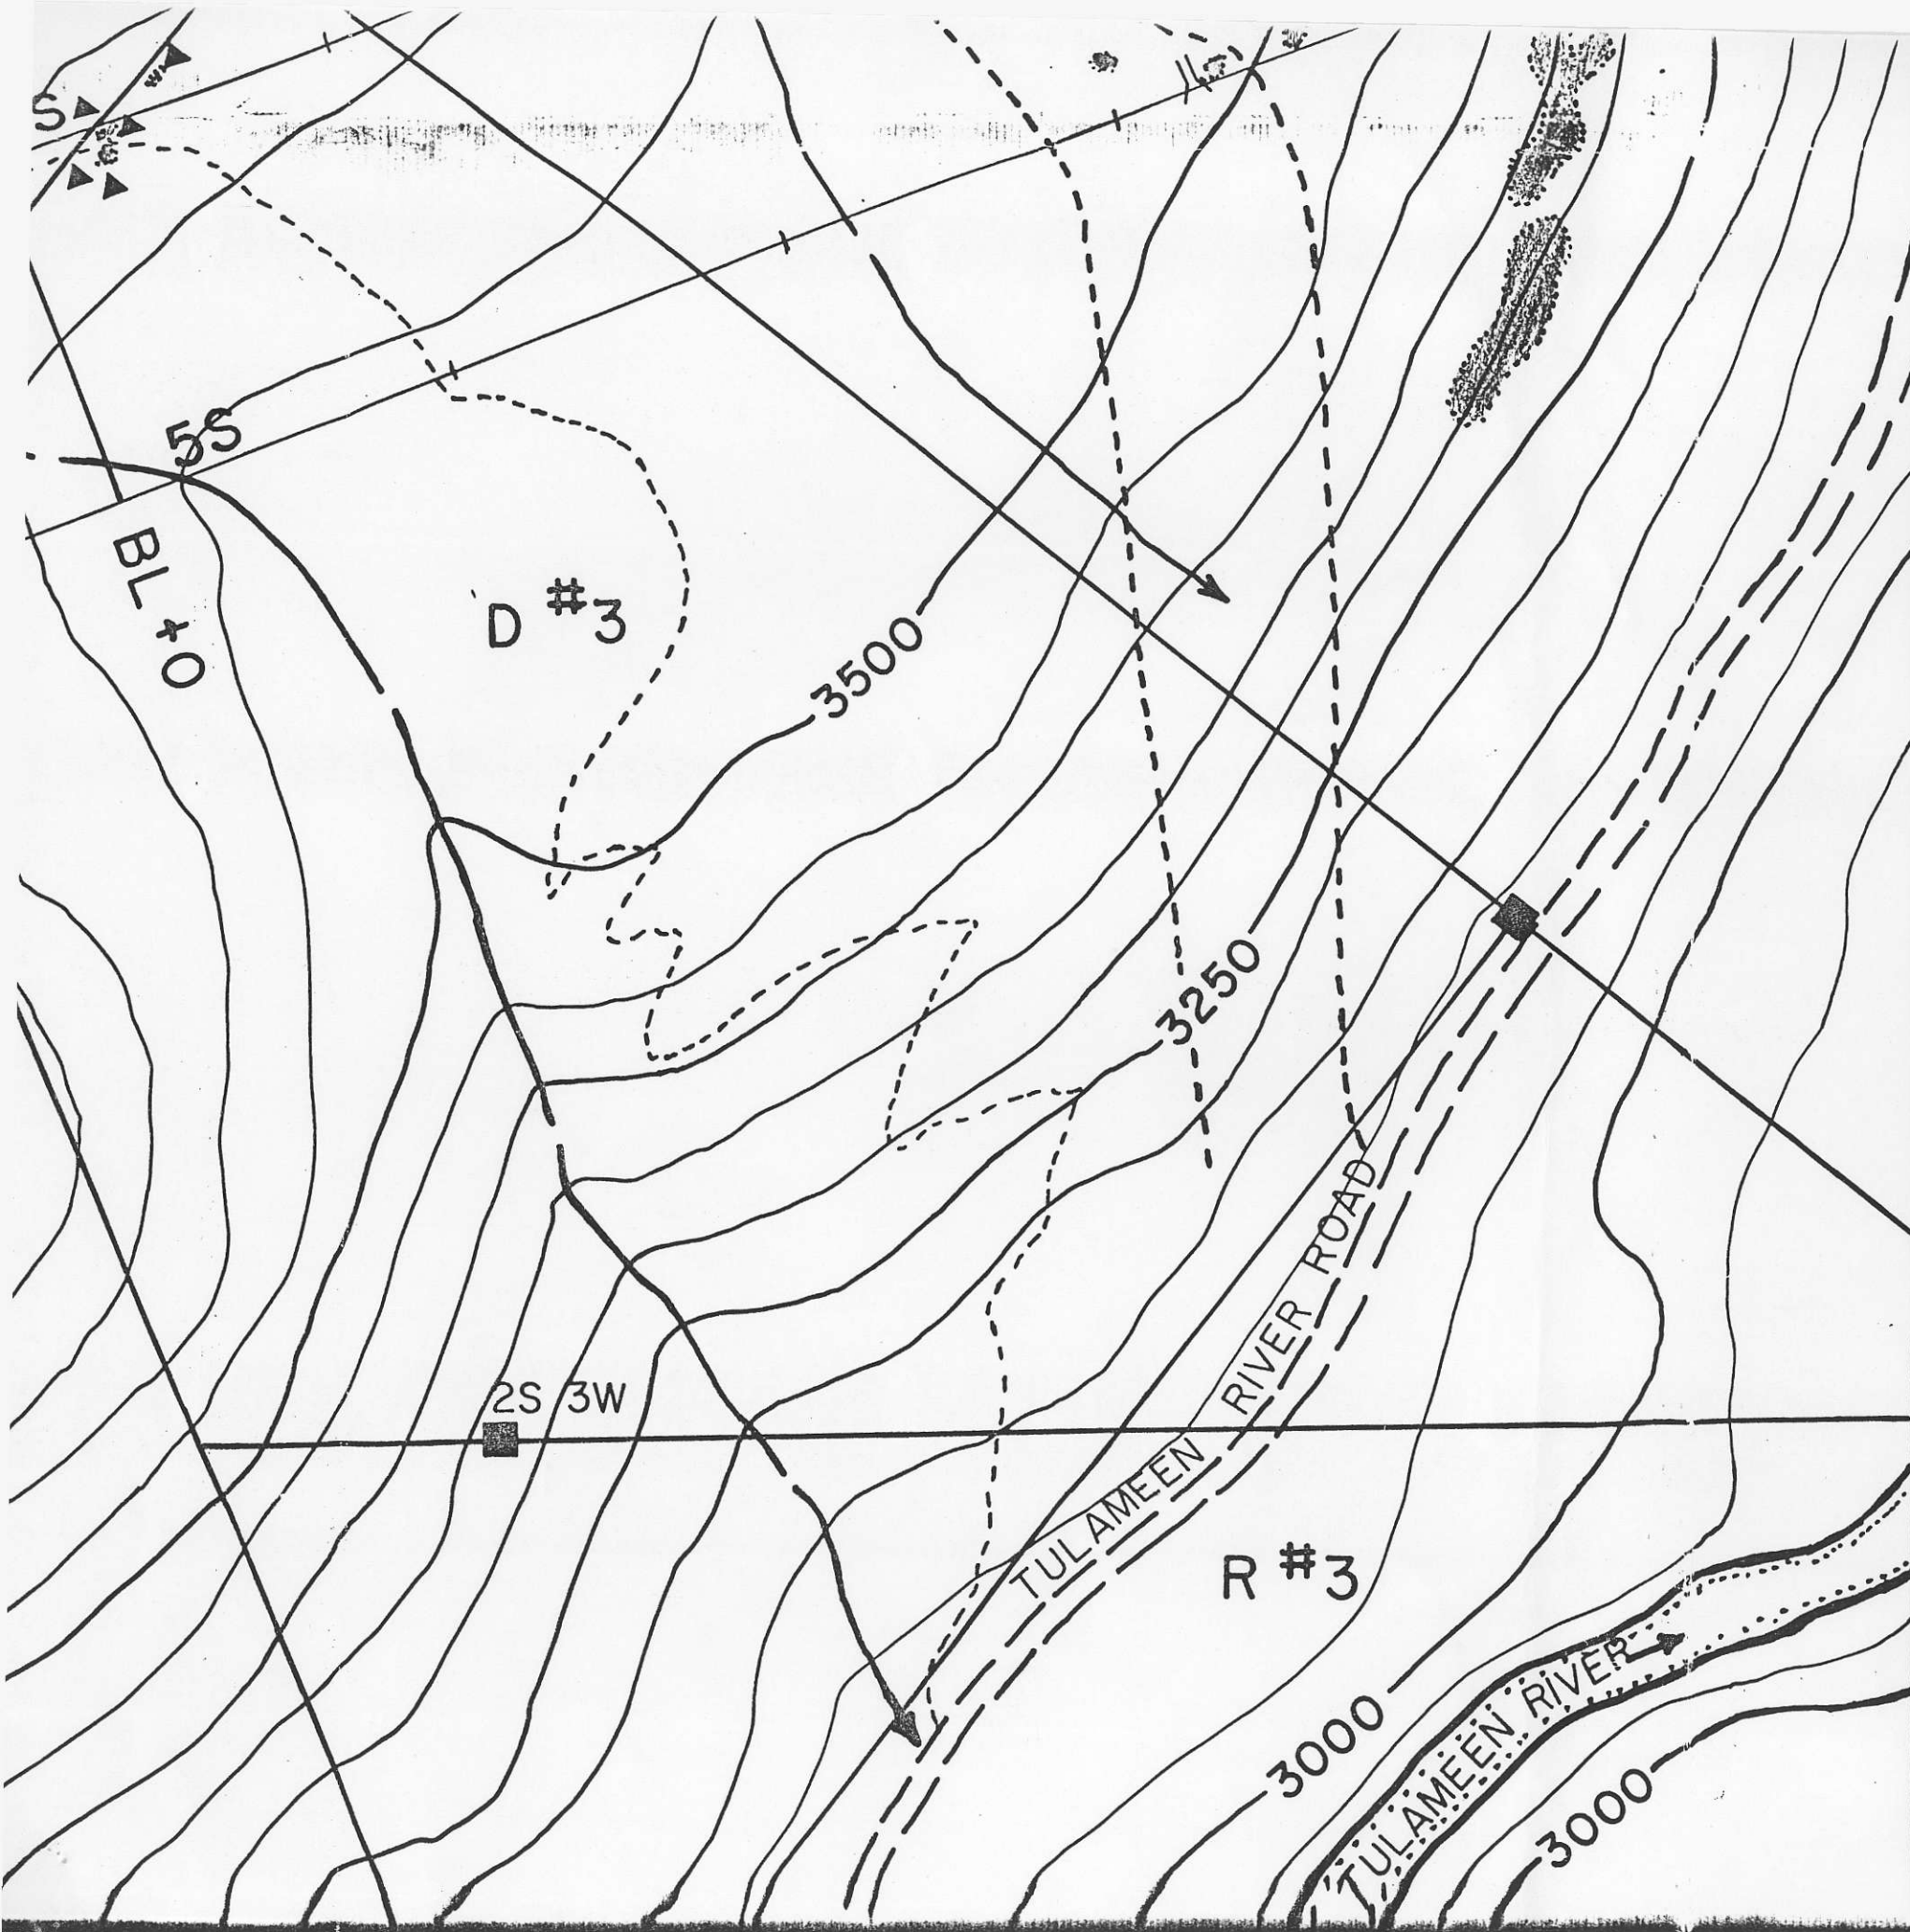 S
5S
BL + 0
D #3
3500
3250
2S 3W
TULAMEEN RIVER ROAD
R #3
TULAMEEN RIVER
3000
3000